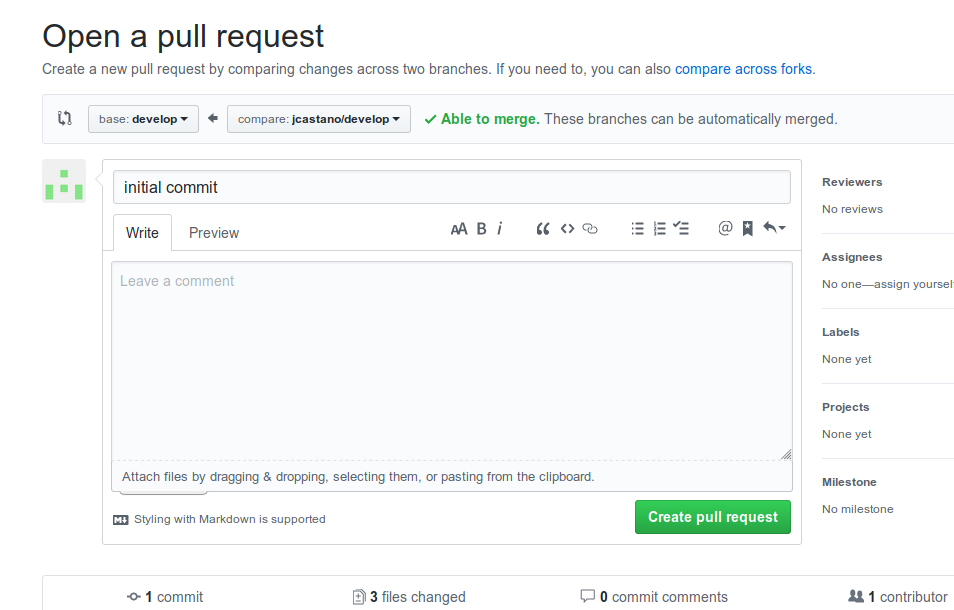 Open a pull request
Create a new pull request by comparing changes across two branches. If you need to, you can also compare across forks.
base: develop compare: jcastano/develop Able to merge. These branches can be automatically merged.
initial commit
Write Preview AA B i
Leave a comment
Attach files by dragging & dropping, selecting them, or pasting from the clipboard.
Styling with Markdown is supported
Create pull request
Reviewers
No reviews
Assignees
No one—assign yourself
Labels
None yet
Projects
None yet
Milestone
No milestone
1 commit 3 files changed 0 commit comments 1 contributor